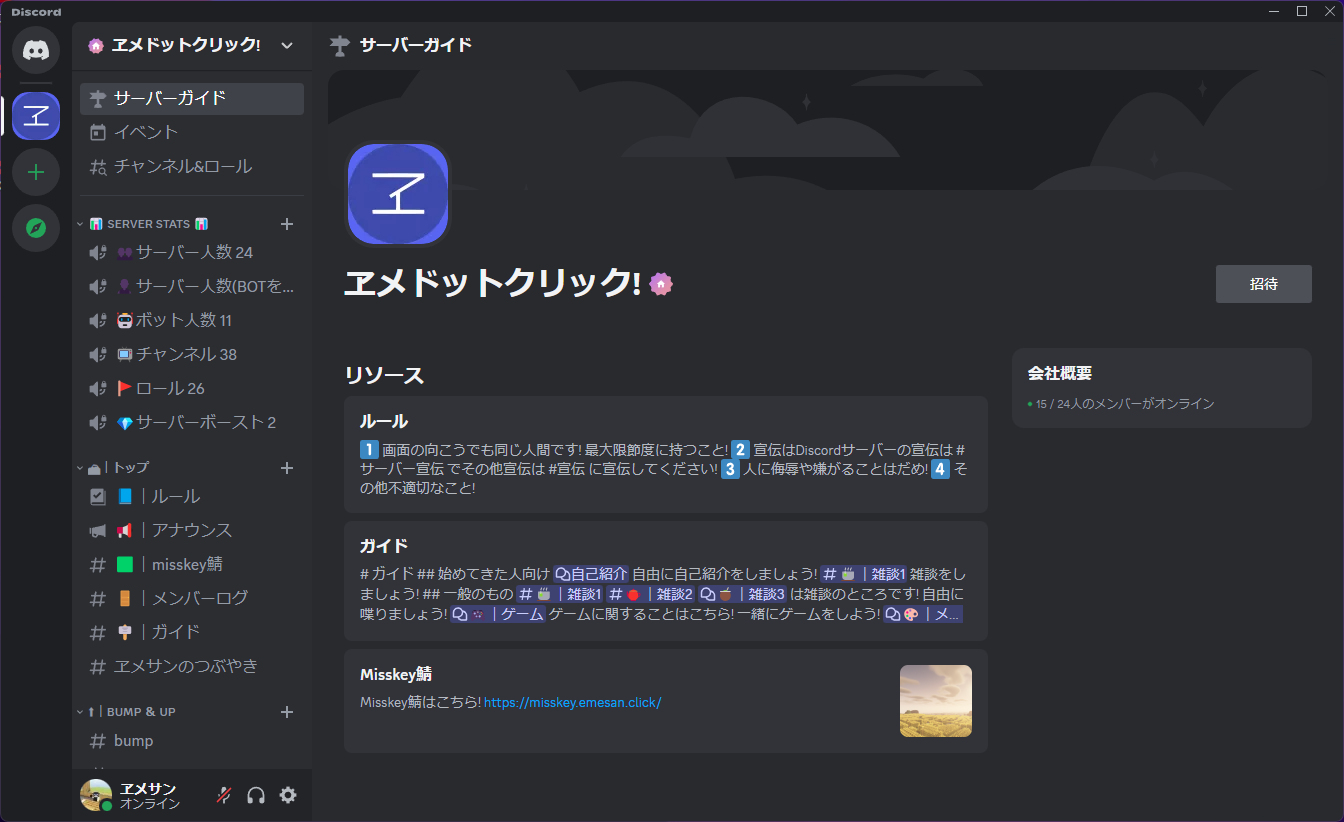 Discord
ヱメドットクリック!
サーバーガイド
サーバーガイド
イベント
チャンネル&ロール
SERVER STATS
サーバー人数 24
サーバー人数(BOTを...
ボット人数 11
チャンネル 38
ロール 26
サーバーブースト 2
| トップ
| ルール
| アナウンス
| misskey鯖
| メンバーログ
| ガイド
ヱメサンのつぶやき
| BUMP & UP
bump
ヱメサン
オンライン
ヱ
ヱ
ヱメドットクリック!
招待
リソース
ルール
1 画面の向こうでも同じ人間です! 最大限節度に持つこと! 2 宣伝はDiscordサーバーの宣伝は #
サーバー宣伝 でその他宣伝は #宣伝 に宣伝してください! 3 人に侮辱や嫌がることはだめ! 4 そ
の他不適切なこと!
ガイド
# ガイド ## 始めてきた人向け 自己紹介 自由に自己紹介をしましょう! # | 雑談1 雑談をし
ましょう! ## 一般のもの # | 雑談1 # | 雑談2 | 雑談3 は雑談のところです! 自由に
喋りましょう! | ゲーム ゲームに関することはこちら! 一緒にゲームをしよう! | メ...
Misskey鯖
Misskey鯖はこちら! https://misskey.emesan.click/
会社概要
15 / 24人のメンバーがオンライン